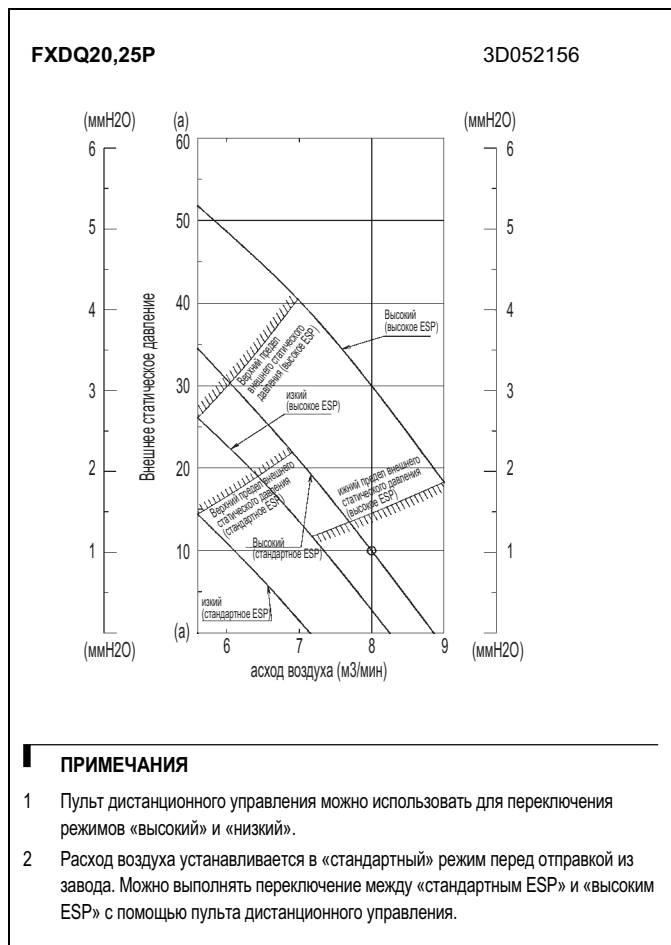 FXDQ20,25P
3D052156
(ммH2O)
(а)
(ммH2O)
6
60
6
5
50
5
4
40
4
3
30
3
2
20
2
1
10
1
Внешнее статическое давление
Высокий
(высокое ESP)
Верхний предел
внешнего статического
давления (высокое ESP)
изкий
(высокое ESP)
ижний предел внешнего
статического давления
(высокое ESP)
Верхний предел внешнего
статического давления
(стандартное ESP)
Высокий
(стандартное ESP)
изкий
(стандартное ESP)
(ммH2O)
(а)
(ммH2O)
6
7
8
9
асход воздуха (м3/мин)
ПРИМЕЧАНИЯ
1 Пульт дистанционного управления можно использовать для переключения
режимов «высокий» и «низкий».
2 Расход воздуха устанавливается в «стандартный» режим перед отправкой из
завода. Можно выполнять переключение между «стандартным ESP» и «высоким
ESP» с помощью пульта дистанционного управления.